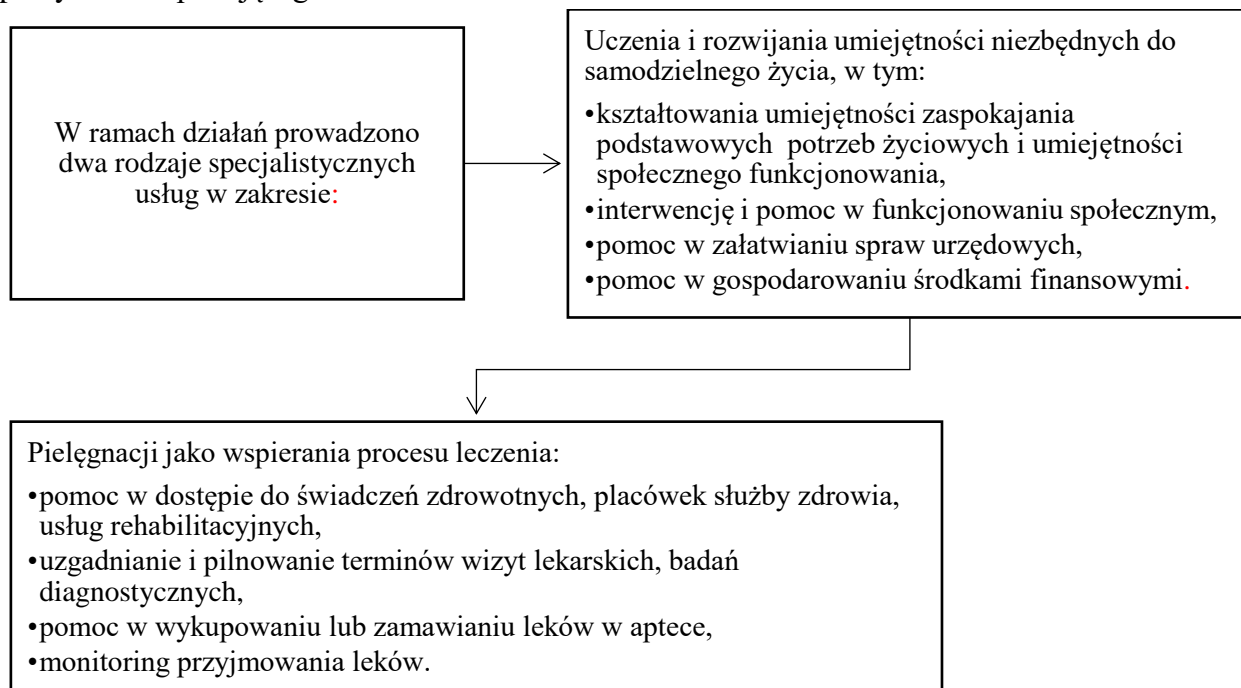 W ramach działań prowadzono
dwa rodzaje specjalistycznych
usług w zakresie:
Uczenia i rozwijania umiejętności niezbędnych do
samodzielnego życia, w tym:
•kształtowania umiejętności zaspokajania
podstawowych potrzeb życiowych i umiejętności
społecznego funkcjonowania,
•interwencję i pomoc w funkcjonowaniu społecznym,
•pomoc w załatwianiu spraw urzędowych,
•pomoc w gospodarowaniu środkami finansowymi.
Pielęgnacji jako wspierania procesu leczenia:
•pomoc w dostępie do świadczeń zdrowotnych, placówek służby zdrowia,
usług rehabilitacyjnych,
•uzgadnianie i pilnowanie terminów wizyt lekarskich, badań
diagnostycznych,
•pomoc w wykupowaniu lub zamawianiu leków w aptece,
•monitoring przyjmowania leków.